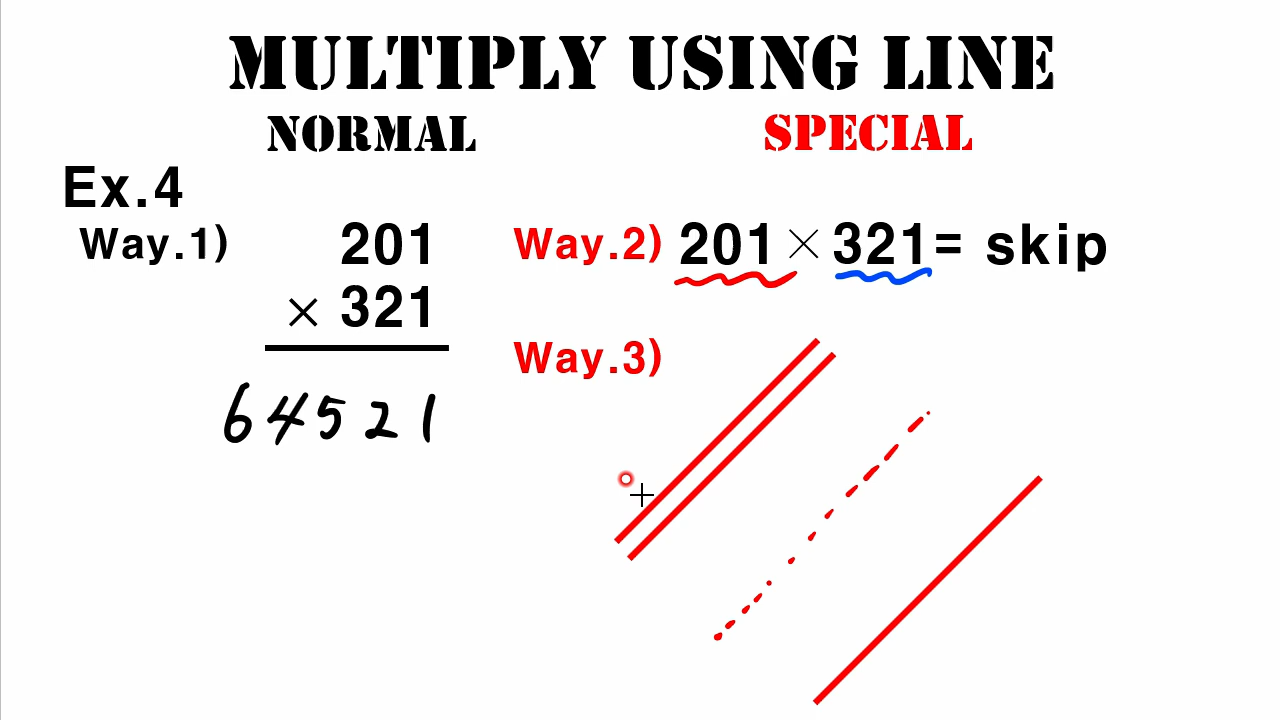 MULTIPLY USING LINE
NORMAL
SPECIAL
Ex.4
Way.1)
201
× 321
64521
Way.2) 201×321= skip
Way.3)